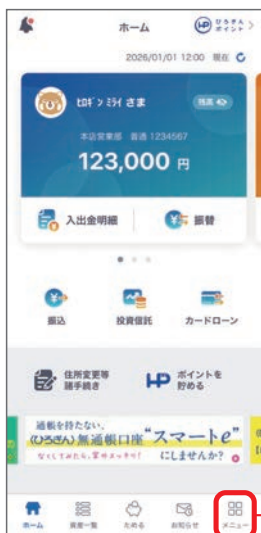 ホーム
ひろぎん
ポイント
2026/01/01 12:00 現在
ヒロギンミライ さま
残高
本店営業部 普通 1234567
123,000 円
入出金明細
振替
振込
投資信託
カードローン
住所変更等
諸手続き
ポイントを
貯める
通帳を持たない、
〈ひろぎん〉無通帳口座“スマートe”
にしませんか?
ホーム
資産一覧
ためる
お知らせ
メニュー